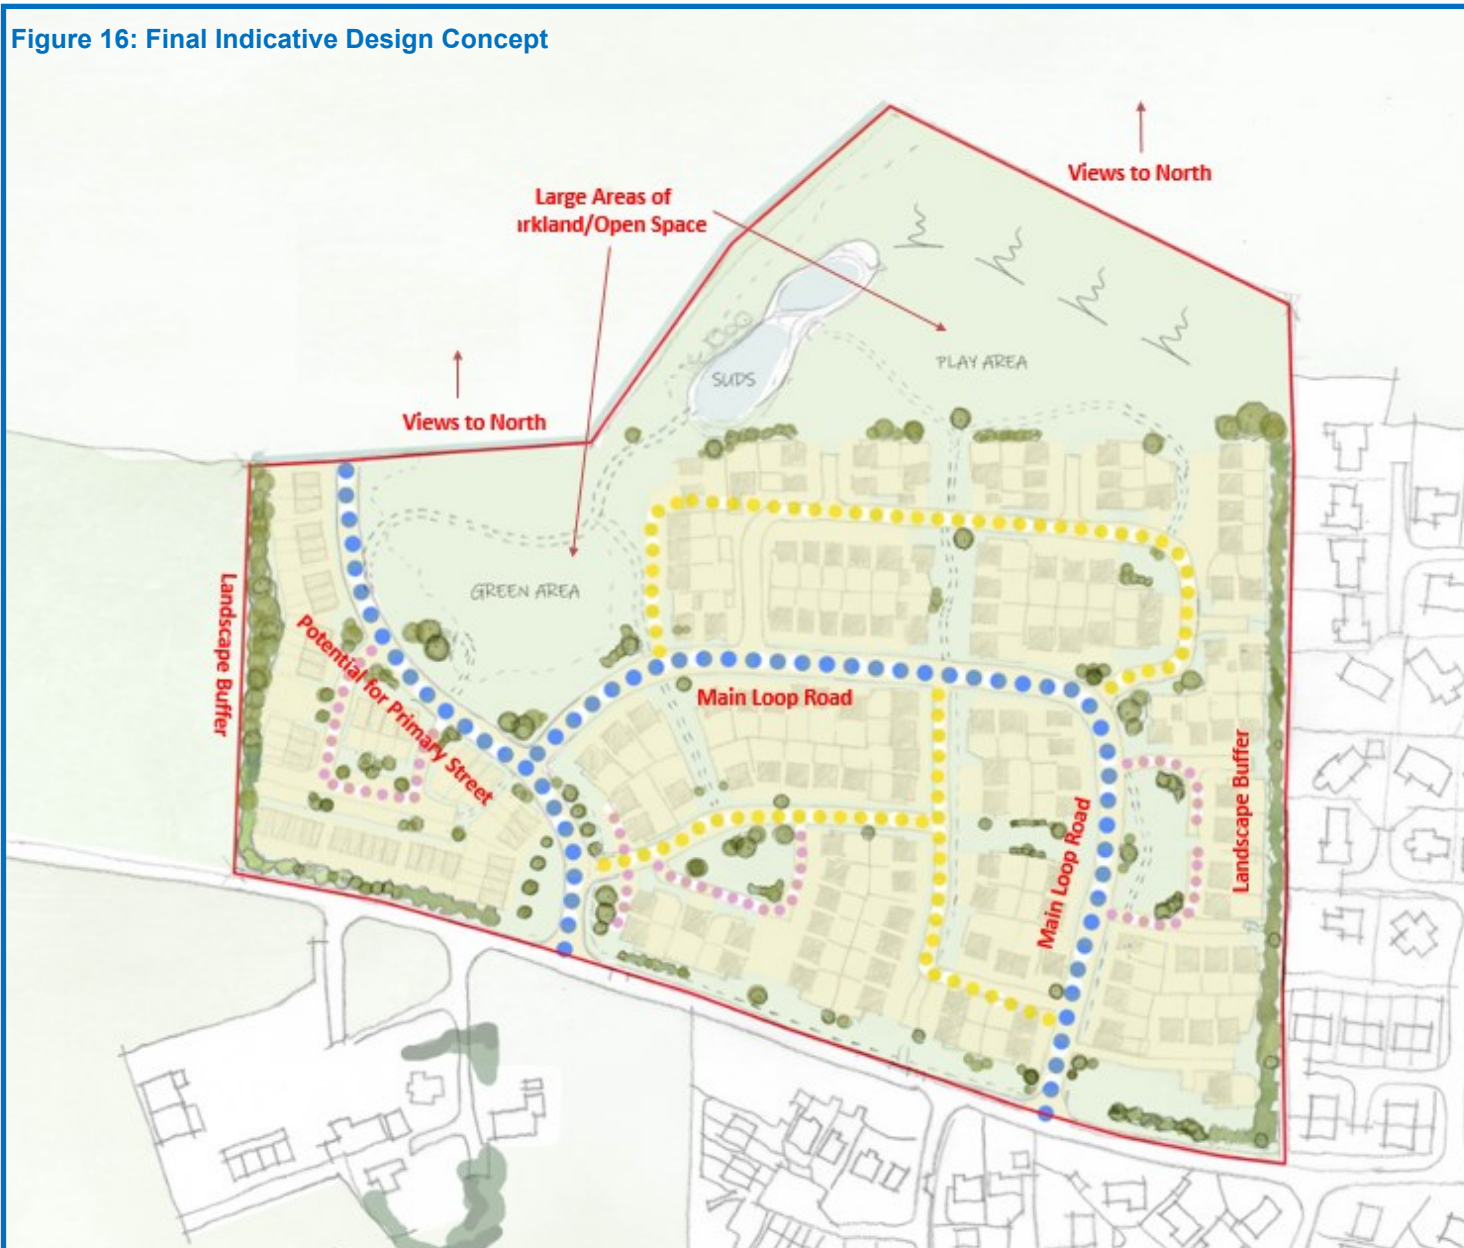 Figure 16: Final Indicative Design Concept
Views to North
Large Areas of
rkland/Open Space
Views to North
PLAY AREA
SUDS
GREEN AREA
Landscape Buffer
Potential for Primary Street
Main Loop Road
Main Loop Road
Landscape Buffer